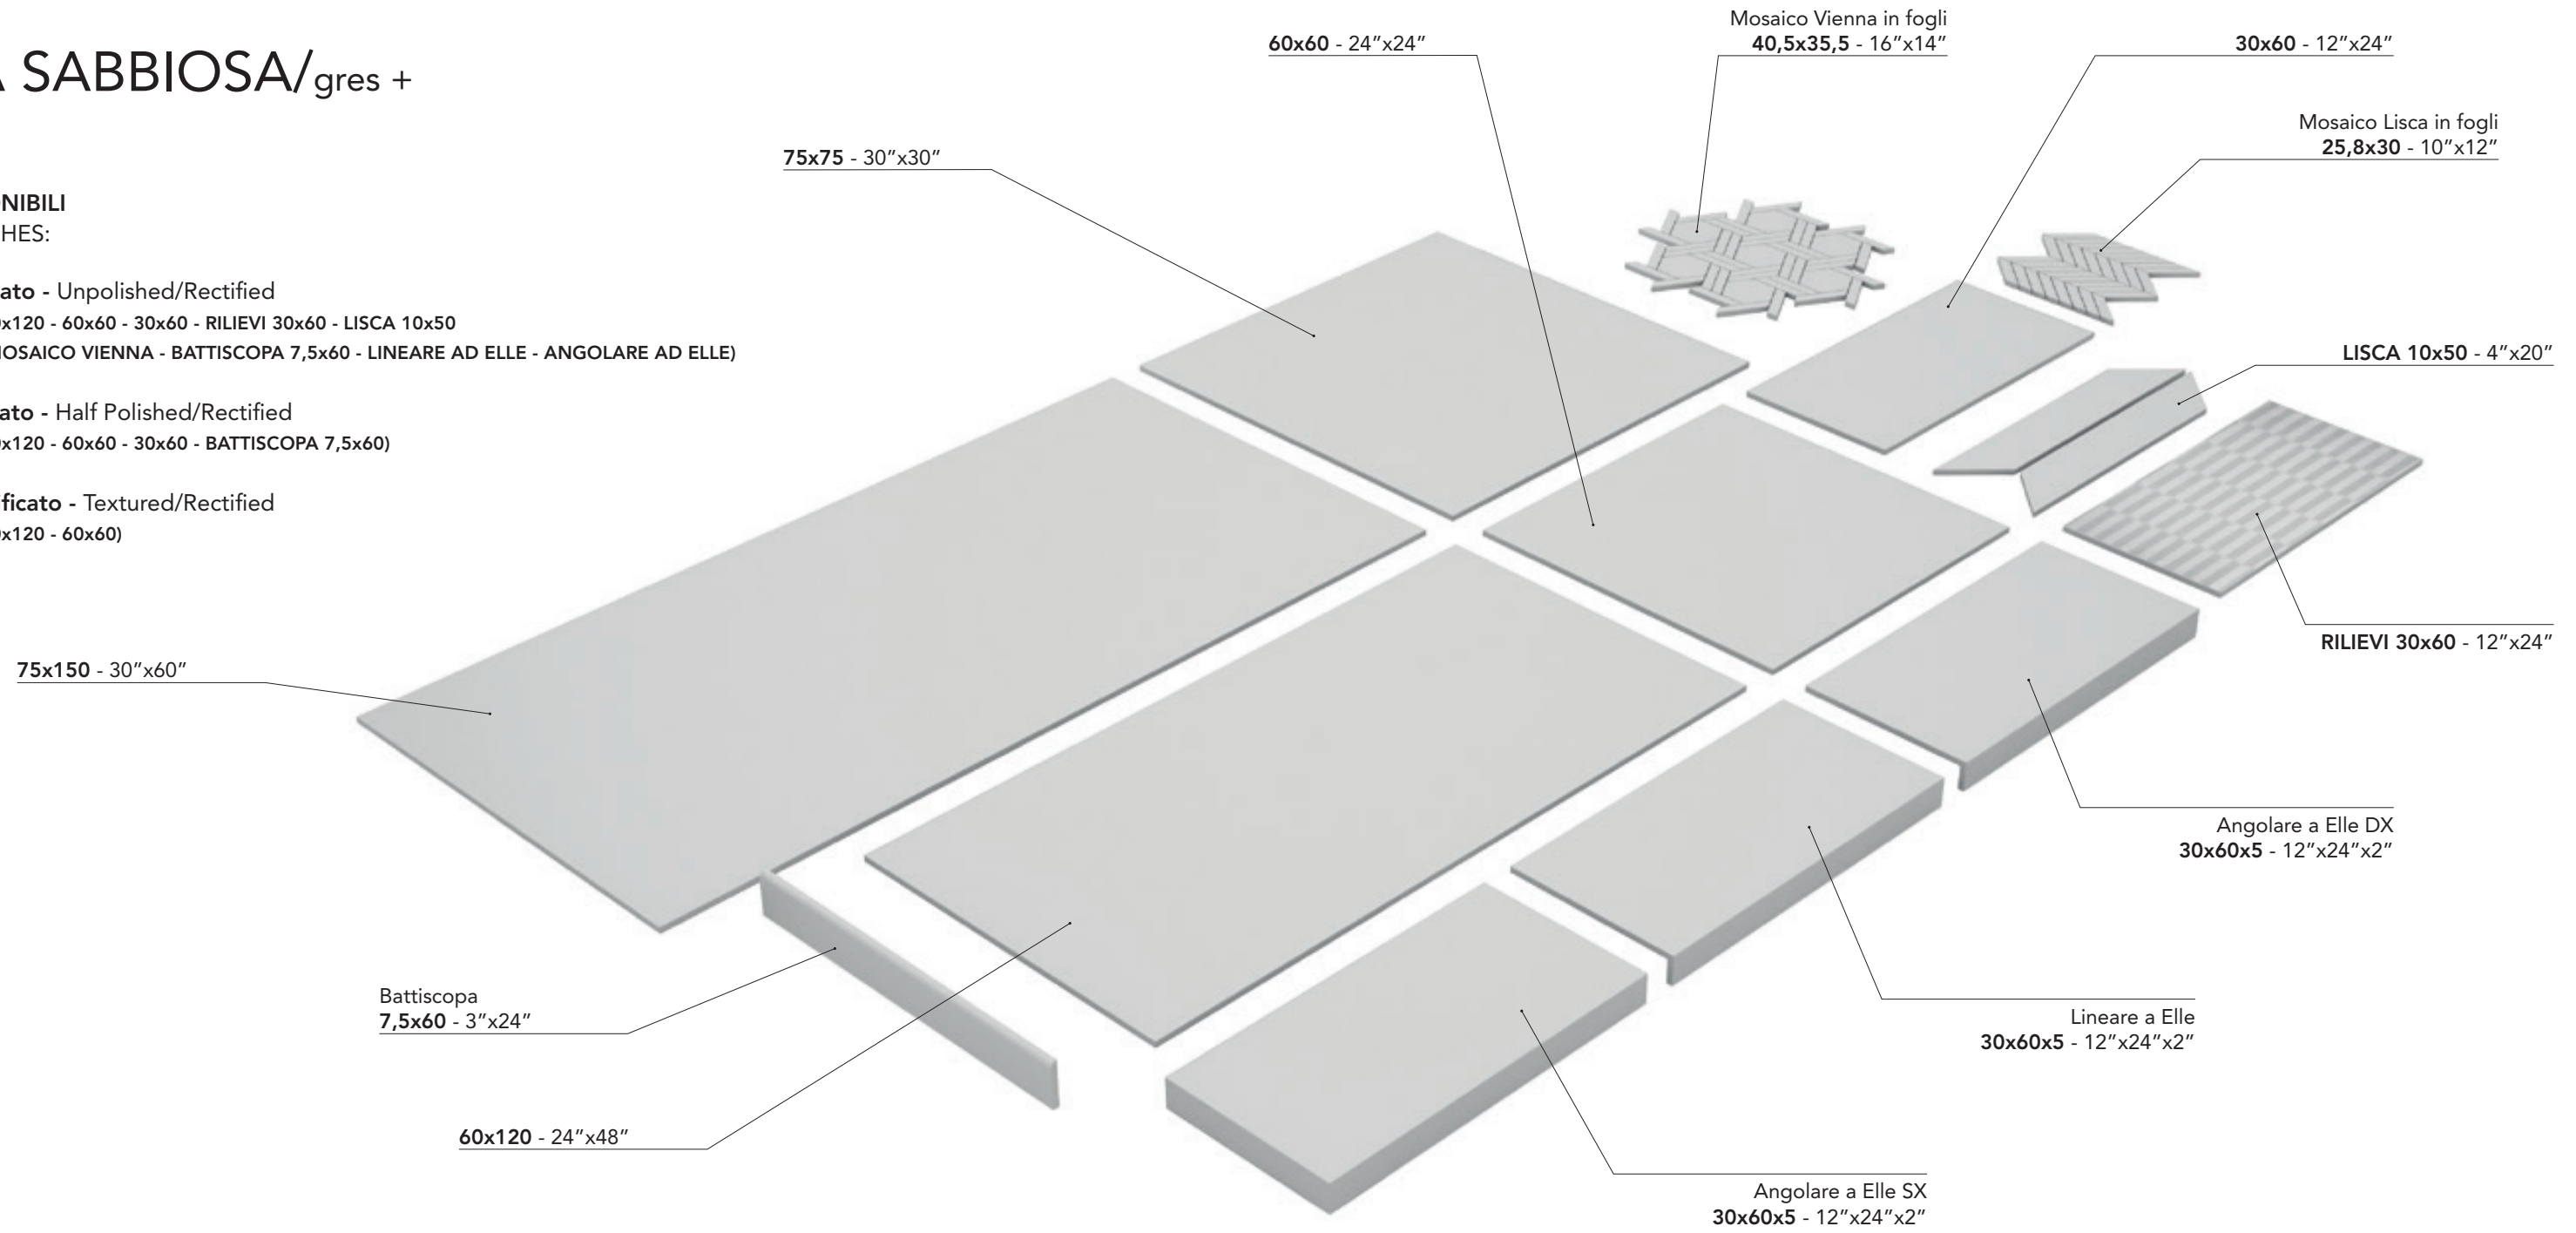 A SABBIOSA/gres +
NIBILI
HES:
ato - Unpolished/Rectified
x120 - 60x60 - 30x60 - RILIEVI 30x60 - LISCA 10x50
MOSAICO VIENNA - BATTISCOPA 7,5x60 - LINEARE AD ELLE - ANGOLARE AD ELLE)
ato - Half Polished/Rectified
x120 - 60x60 - 30x60 - BATTISCOPA 7,5x60)
ficato - Textured/Rectified
x120 - 60x60)
75x75 - 30”x30”
60x60 - 24”x24”
Mosaico Vienna in fogli
40,5x35,5 - 16”x14”
30x60 - 12”x24”
Mosaico Lisca in fogli
25,8x30 - 10”x12”
LISCA 10x50 - 4”x20”
RILIEVI 30x60 - 12”x24”
75x150 - 30”x60”
Angolare a Elle DX
30x60x5 - 12”x24”x2”
Battiscopa
7,5x60 - 3”x24”
Lineare a Elle
30x60x5 - 12”x24”x2”
60x120 - 24”x48”
Angolare a Elle SX
30x60x5 - 12”x24”x2”